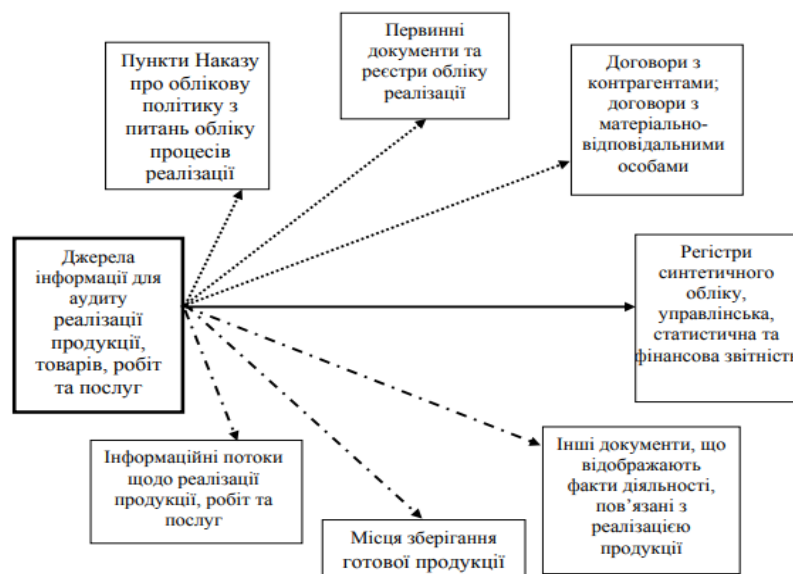 Пункти Наказу
про облікову
політику з
питань обліку
процесів
реалізації
Первинні
документи та
реєстри обліку
реалізації
Договори з
контрагентами;
договори з
матеріально-
відповідальними
особами
Джерела
інформації для
аудиту
реалізації
продукції,
товарів, робіт
та послуг
Регістри
синтетичного
обліку,
управлінська,
статистична та
фінансова звітність
Інформаційні потоки
щодо реалізації
продукції, робіт та
послуг
Місця зберігання
готової продукції
Інші документи, що
відображають
факти діяльності,
пов’язані з
реалізацією
продукції